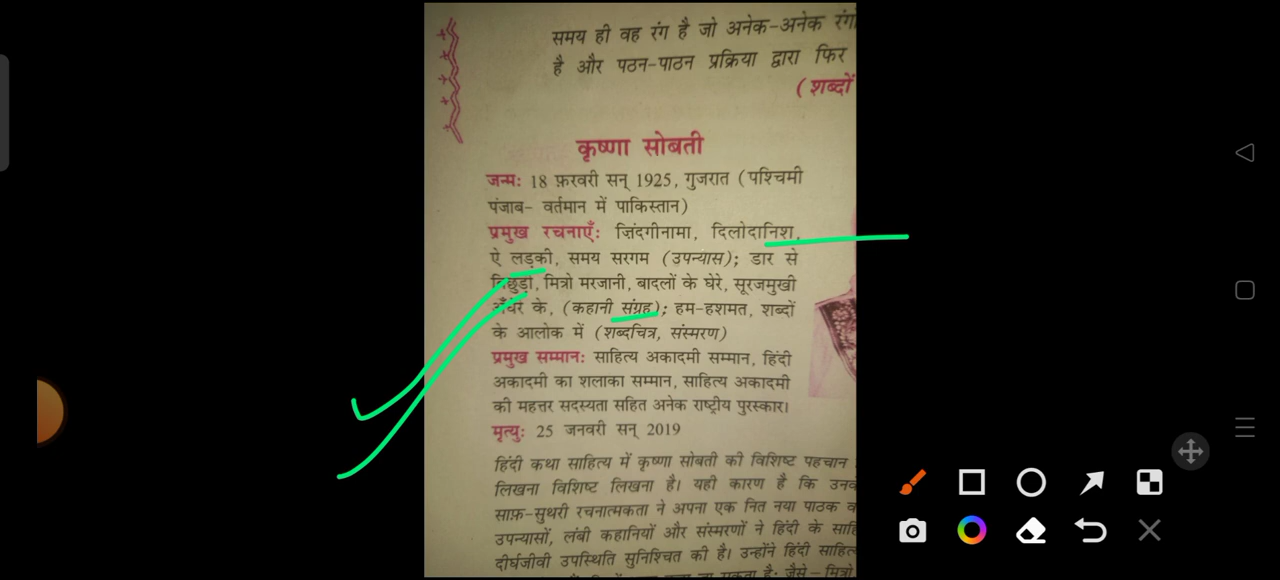 समय ही वह रंग है जो अनेक-अनेक
है और पठन-पाठन प्रक्रिया द्वारा फिर
(शब्दों
कृष्णा सोबती
जन्म: 18 फ़रवरी सन् 1925, गुजरात (पश्चिमी
पंजाब- वर्तमान में पाकिस्तान)
प्रमुख रचनाएँ: ज़िंदगीनामा, दिलोदानिश,
ऐ लड़की, समय सरगम (उपन्यास); डार से
बिछुड़ी, मित्रो मरजानी, बादलों के घेरे, सूरजमुखी
अँधेरे के, (कहानी संग्रह); हम-हशमत, शब्दों
के आलोक में (शब्दचित्र, संस्मरण)
प्रमुख सम्मान: साहित्य अकादमी सम्मान, हिंदी
अकादमी का शलाका सम्मान, साहित्य अकादमी
की महत्तर सदस्यता सहित अनेक राष्ट्रीय पुरस्कार।
मृत्यु: 25 जनवरी सन् 2019
हिंदी कथा साहित्य में कृष्णा सोबती की विशिष्ट पहचान
लिखना विशिष्ट लिखना है। यही कारण है कि
साफ़-सुथरी रचनात्मकता ने अपना एक नित नया पाठक
उपन्यासों, लंबी कहानियों और संस्मरणों ने हिंदी के
दीर्घजीवी उपस्थिति सुनिश्चित की है। उन्होंने हिंदी
है; जैसे – मित्रो